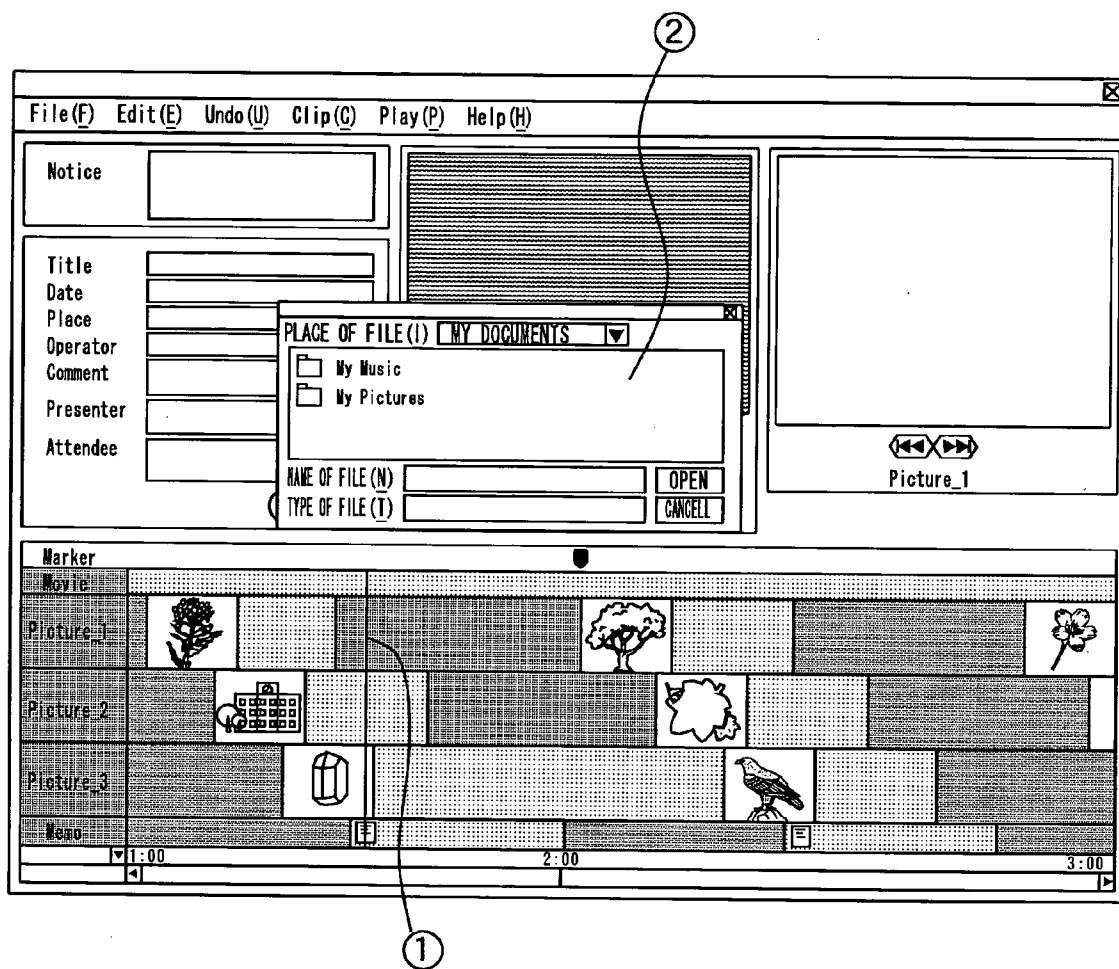 ②
File(F) Edit(E) Undo(U) Clip(C) Play(P) Help(H)
Notice
Title
Date
Place
Operator
Comment
Presenter
Attendee
PLACE OF FILE(I) MY DOCUMENTS
My Music
My Pictures
NAME OF FILE(N) OPEN
TYPE OF FILE(T) CANCELL
Picture_1
Marker
Movie
Picture_1
Picture_2
Picture_3
Memo
1:00 2:00 3:00
①